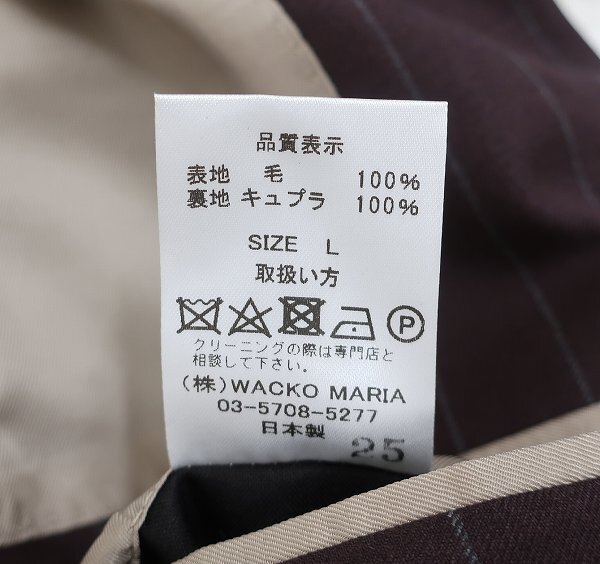 品質表示
表地 毛 100%
裏地 キュプラ 100%
SIZE L
取扱い方
P
クリーニングの際は専門店と
相談して下さい。
(株) WACKO MARIA
03-5708-5277
日本製 25